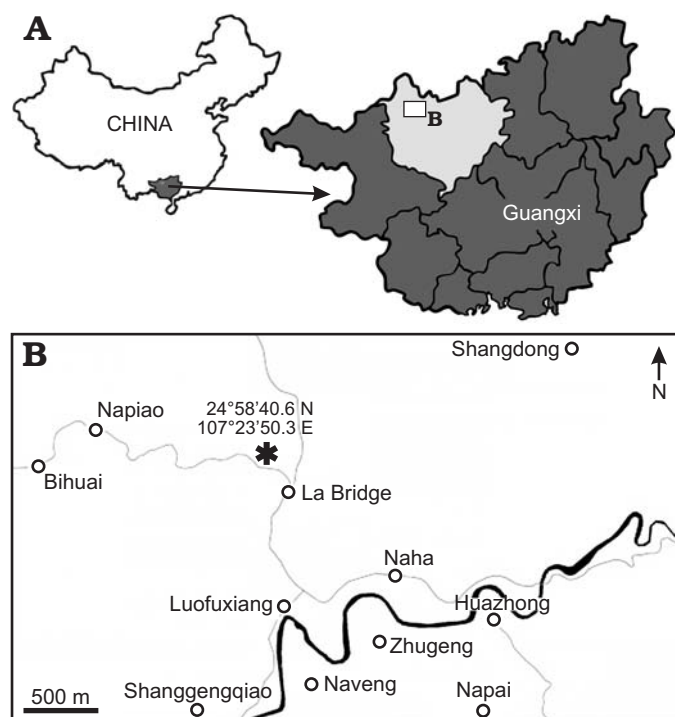 A
CHINA
B
Guangxi
B
Shangdong
N
24°58’40.6 N
107°23’50.3 E
Napiao
Bihuai
La Bridge
Naha
Luofuxiang
Huazhong
Zhugeng
Shanggengqiao
Naveng
Napai
500 m